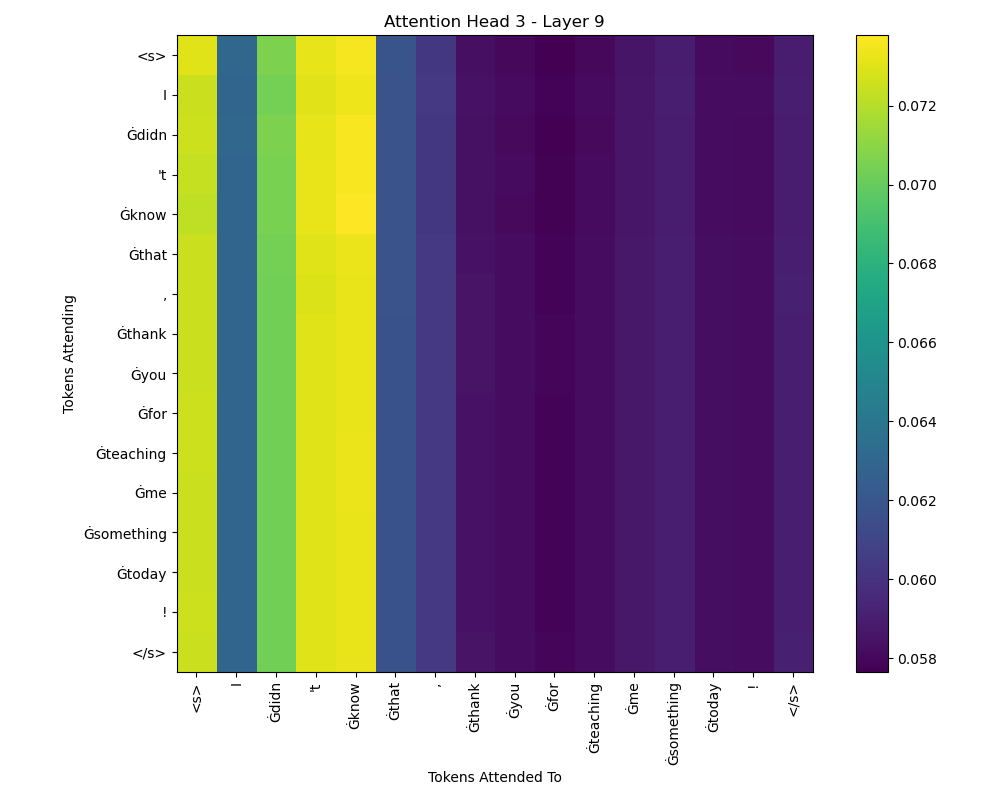 Attention Head 3 - Layer 9
Tokens Attending
<s>
I
Ġdidn
't
Ġknow
Ġthat
,
Ġthank
Ġyou
Ġfor
Ġteaching
Ġme
Ġsomething
Ġtoday
!
</s>
<s>
I
Ġdidn
't
Ġknow
Ġthat
,
Ġthank
Ġyou
Ġfor
Ġteaching
Ġme
Ġsomething
Ġtoday
!
</s>
Tokens Attended To
0.072
0.070
0.068
0.066
0.064
0.062
0.060
0.058